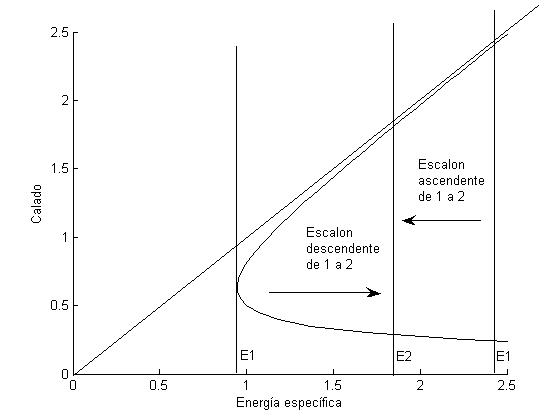 2.5
2
1.5
1
0.5
0
Calado
Escalon
ascendente
de 1 a 2
Escalon
descendente
de 1 a 2
E1
E2
E1
0
0.5
1
1.5
2
2.5
Energía específica